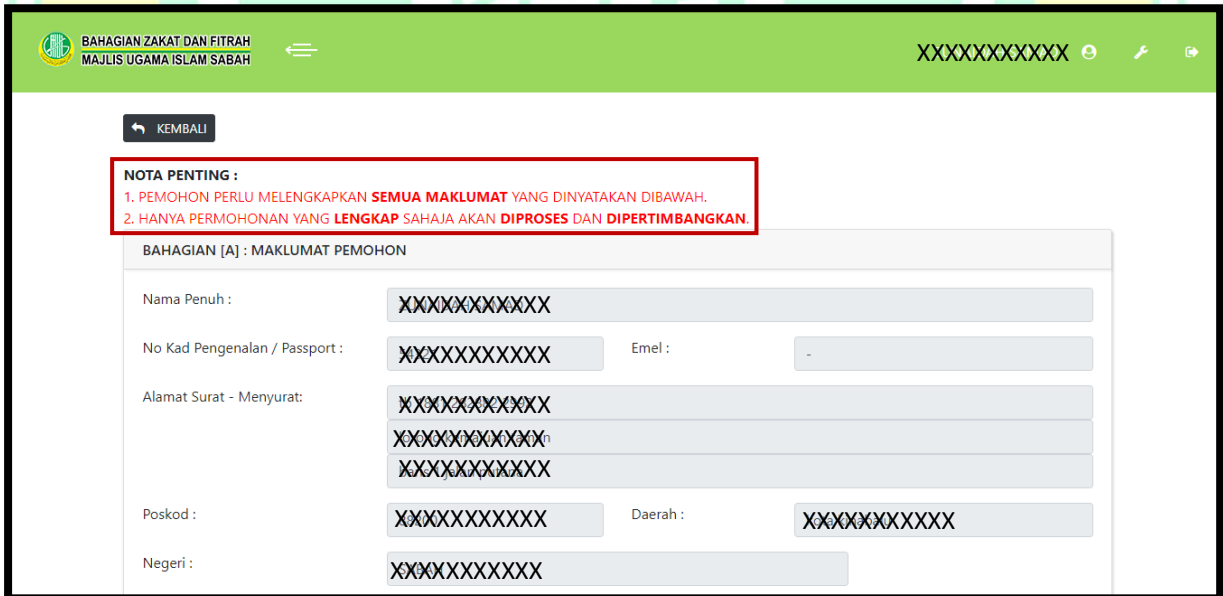 BAHAGIAN ZAKAT DAN FITRAH
MAJLIS UGAMA ISLAM SABAH
XXXXXXXXXXX
KEMBALI
NOTA PENTING :
1. PEMOHON PERLU MELENGKAPKAN SEMUA MAKLUMAT YANG DINYATAKAN DIBAWAH.
2. HANYA PERMOHONAN YANG LENGKAP SAHAJA AKAN DIPROSES DAN DIPERTIMBANGKAN.
BAHAGIAN [A] : MAKLUMAT PEMOHON
Nama Penuh :
XXXXXXXXXXX
No Kad Pengenalan / Passport :
XXXXXXXXXXX
Emel :
-
Alamat Surat - Menyurat:
XXXXXXXXXXX
XXXXXXXXXXX
XXXXXXXXXXX
Poskod :
XXXXXXXXXXX
Daerah :
XXXXXXXXXXX
Negeri :
XXXXXXXXXXX